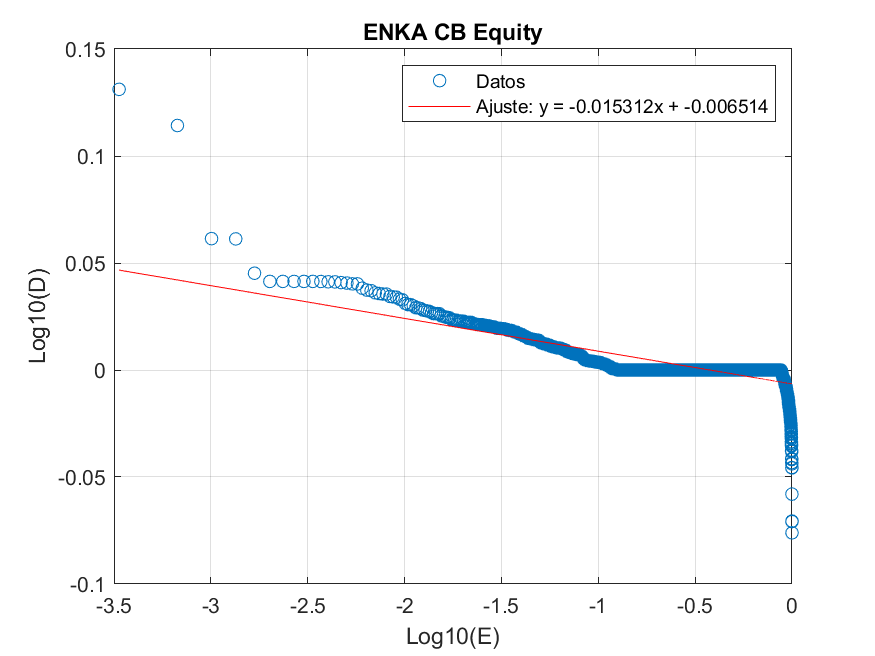 ENKA CB Equity
Datos
Ajuste: y = -0.015312x + -0.006514
0.15
0.1
0.05
0
-0.05
-0.1
Log10(D)
-3.5
-3
-2.5
-2
-1.5
-1
-0.5
0
Log10(E)